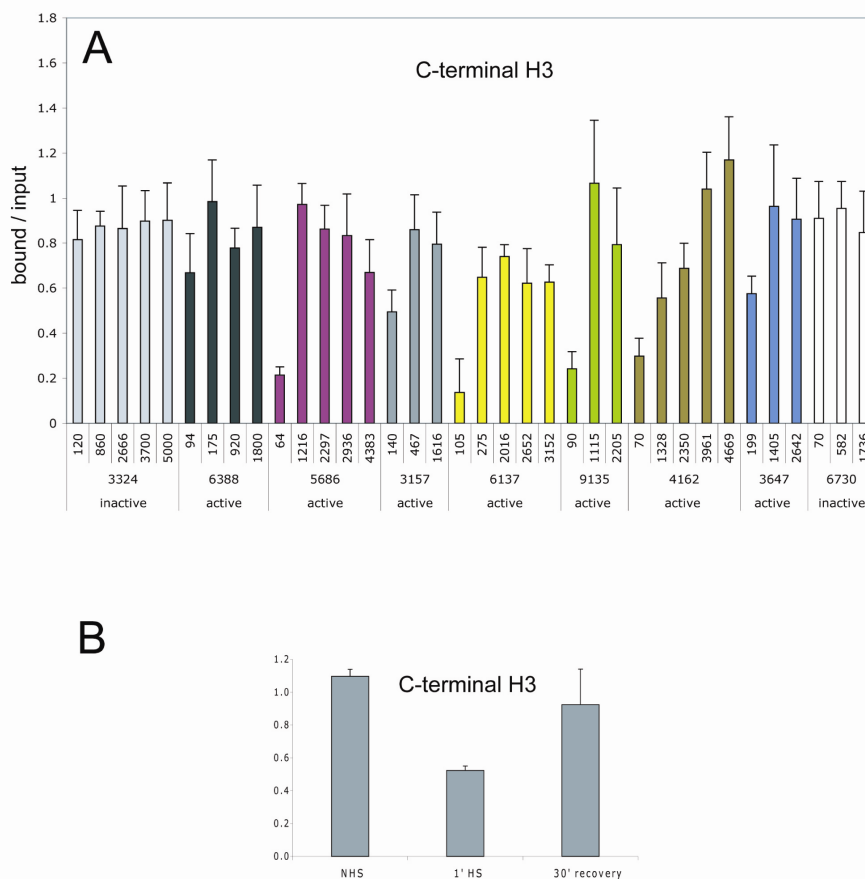 A
C-terminal H3
bound / input
1.8
1.6
1.4
1.2
1
0.8
0.6
0.4
0.2
0
120 860 2666 3700 5000 94 175 920 1800 64 1216 2297 2936 4383 140 467 1616 105 275 2016 2652 3152 90 1115 2205 70 1328 2350 3961 4669 199 1405 2642 70 582 1736
3324 6388 5686 3157 6137 9135 4162 3647 6730
inactive active active active active active active active inactive
B
C-terminal H3
1.2
1.0
0.8
0.6
0.4
0.2
0.0
NHS 1' HS 30' recovery